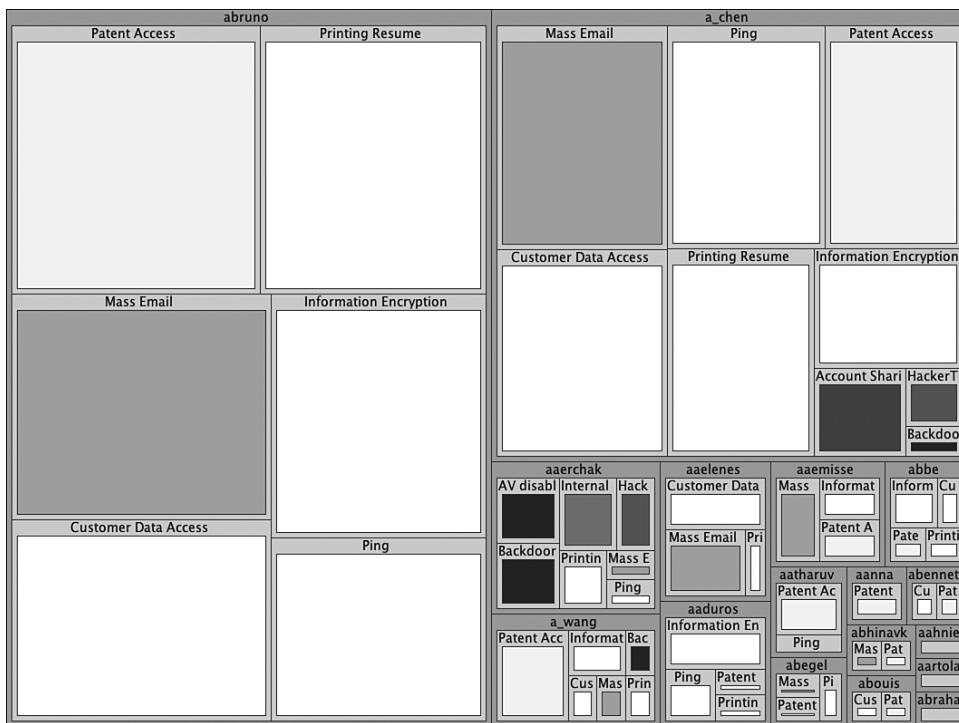 abruno
Patent Access
Printing Resume
Mass Email
Information Encryption
Customer Data Access
Ping
a_chen
Mass Email
Ping
Patent Access
Customer Data Access
Printing Resume
Information Encryption
Account Shari
HackerT
Backdoo
aaerchak
AV disabl
Internal
Hack
Backdoor
Printin
Mass E
Ping
a_wang
Patent Acc
Informat
Bac
Cus
Mas
Prin
aaelenes
Customer Data
Mass Email
Pri
aaduros
Information En
Ping
Patent
Printin
aaemisse
Mass
Informat
Patent A
abbe
Inform
Cu
Pate
Printi
aatharuv
Patent Ac
Ping
aanna
Patent
abennet
Cu
Pat
abegel
Mass
Pi
Patent
abhinavk
Mas
Pat
abouis
Cus
Pat
aahnie
aartola
abraha